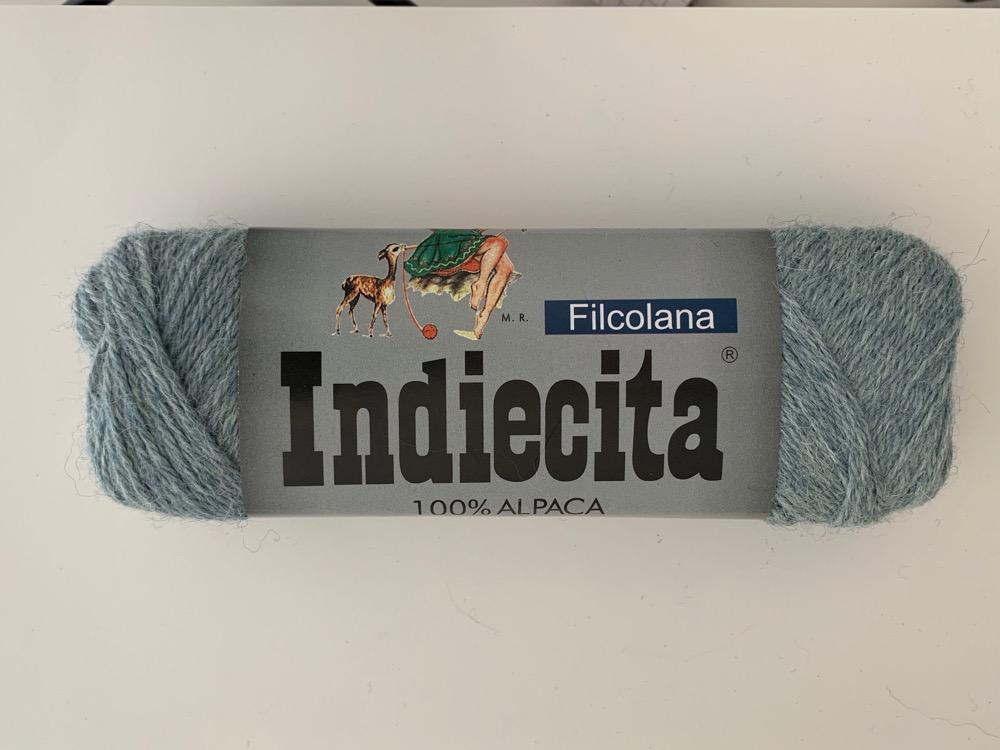 M. R.
Filcolana
Indiecita®
100% ALPACA